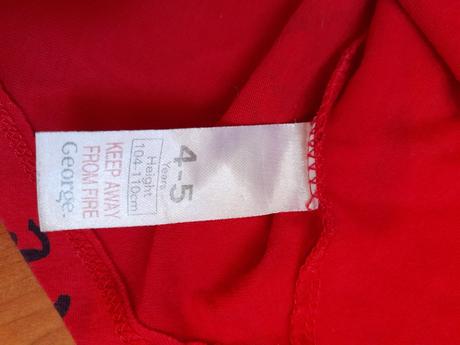 4-5
Years
Height
104-110cm
KEEP AWAY
FROM FIRE
George.